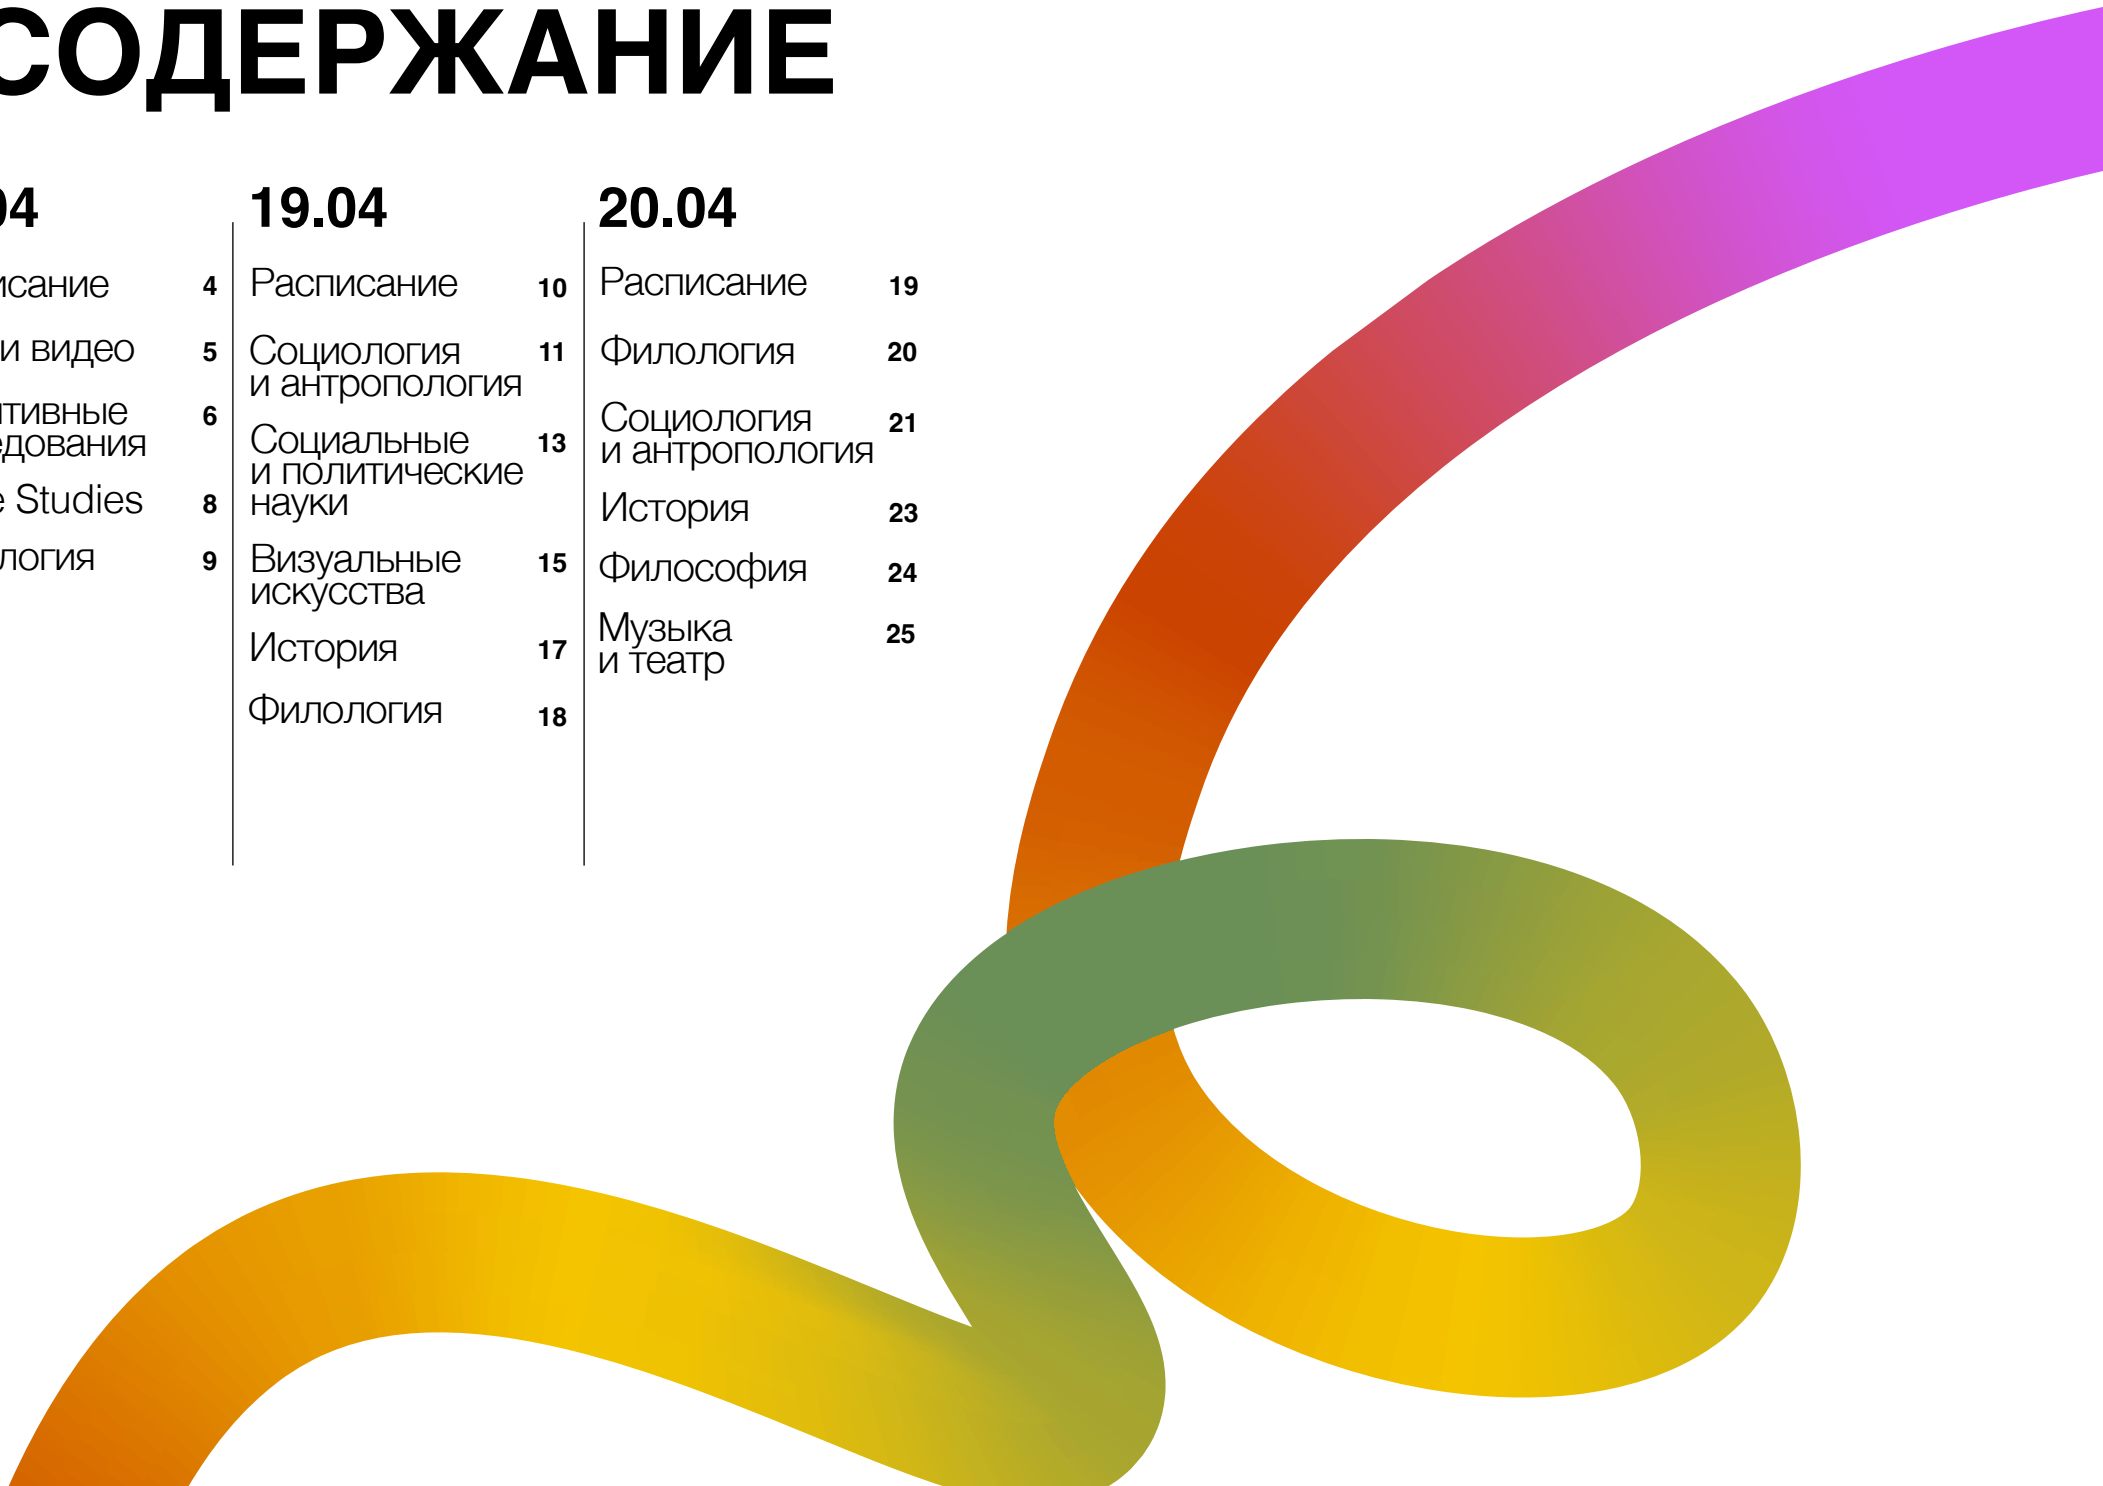 СОДЕРЖАНИЕ
04
исание 4
и видео 5
тивные 6
едования
e Studies 8
логия 9
19.04
Расписание 10
Социология 11
и антропология
Социальные 13
и политические
науки
Визуальные 15
искусства
История 17
Филология 18
20.04
Расписание 19
Филология 20
Социология 21
и антропология
История 23
Философия 24
Музыка 25
и театр